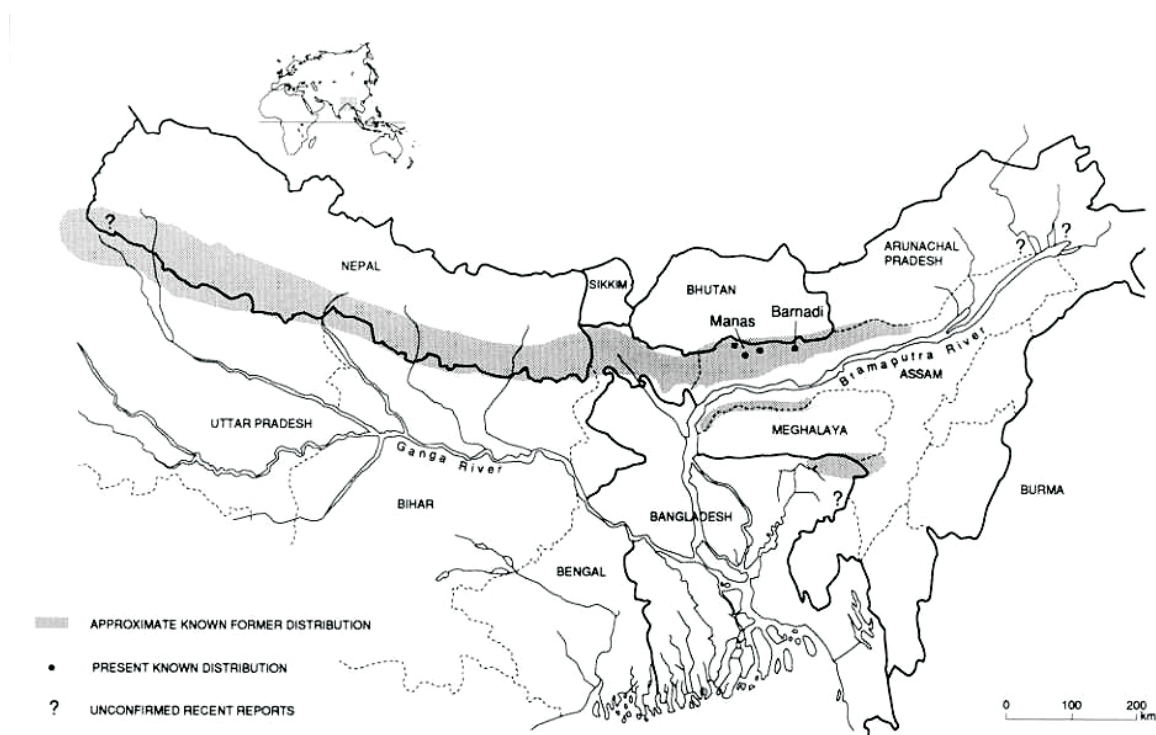 ?
NEPAL
SIKKIM
BHUTAN
ARUNACHAL
PRADESH
?
?
Manas
Barnadi
Bramaputra River
ASSAM
UTTAR PRADESH
MEGHALAYA
Ganga River
BIHAR
?
BURMA
BANGLADESH
BENGAL
APPROXIMATE KNOWN FORMER DISTRIBUTION
PRESENT KNOWN DISTRIBUTION
? UNCONFIRMED RECENT REPORTS
0 100 200
km